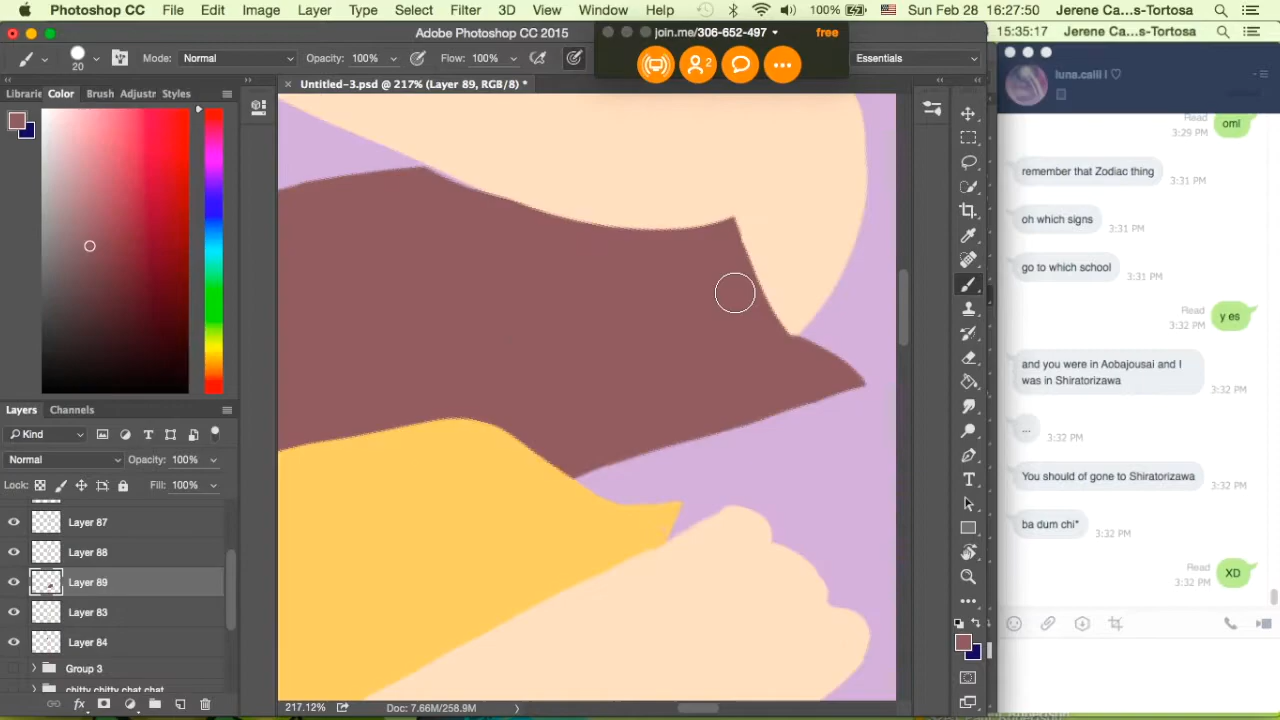 Photoshop CC File Edit Image Layer Type Select Filter 3D View Window Help 100% Sun Feb 28 16:27:50 Jerene Ca...s-Tortosa
Adobe Photoshop CC 2015
join.me/306-652-497 free
15:35:17 Jerene Ca...s-Tortosa
20 Mode: Normal Opacity: 100% Flow: 100% Essentials
2
Untitled-3.psd @ 217% (Layer 89, RGB/8) *
Librarie Color Brush Adjustr Styles
Layers Channels
Kind
Normal Opacity: 100%
Lock: Fill: 100%
Layer 87
Layer 88
Layer 89
Layer 83
Layer 84
Group 3
chitty chitty chat chat
fx
217.12% Doc: 7.66M/258.9M
luna.calii l ♡
Read
3:29 PM
oml
remember that Zodiac thing
3:31 PM
oh which signs
3:31 PM
go to which school
3:31 PM
Read
3:32 PM
y es
and you were in Aobajousai and I
was in Shiratorizawa
3:32 PM
...
3:32 PM
You should of gone to Shiratorizawa
3:32 PM
ba dum chi*
3:32 PM
Read
3:32 PM
XD